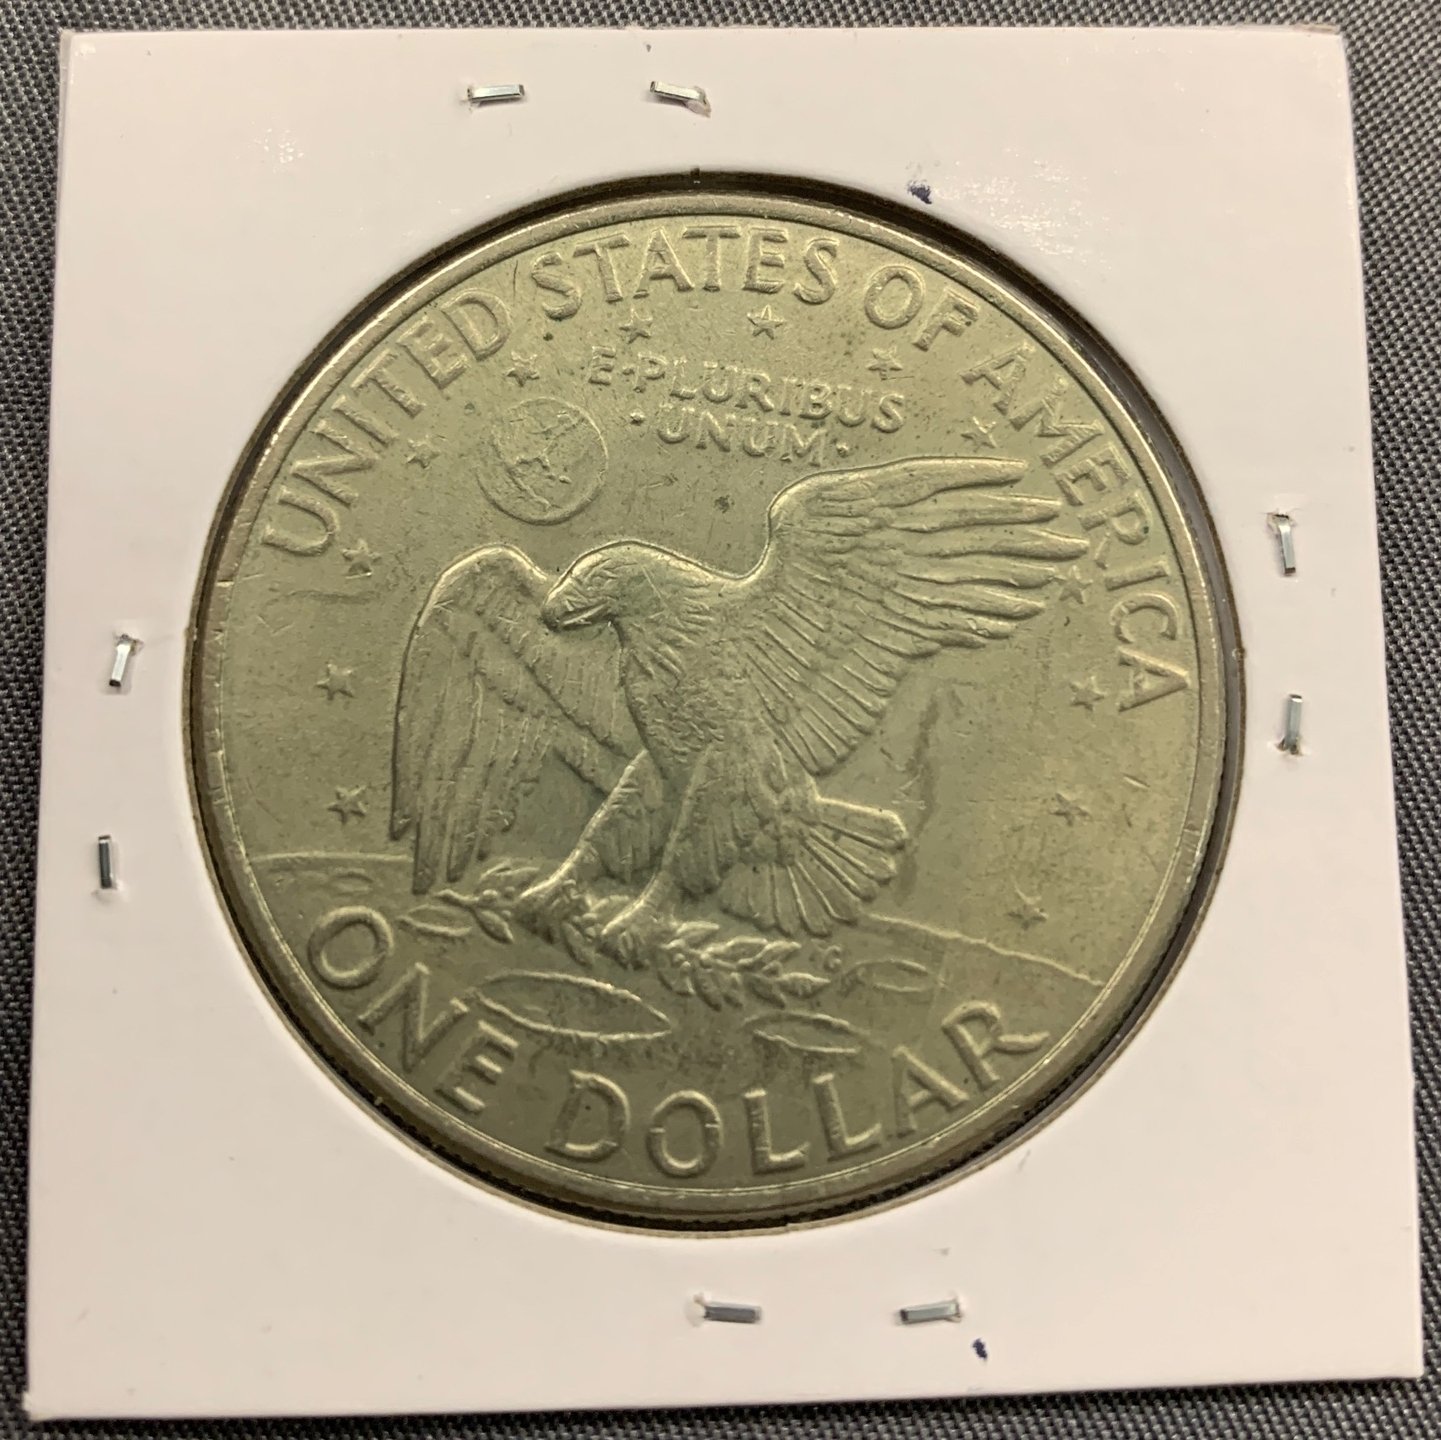 UNITED STATES OF AMERICA
E·PLURIBUS
·UNUM·
ONE DOLLAR